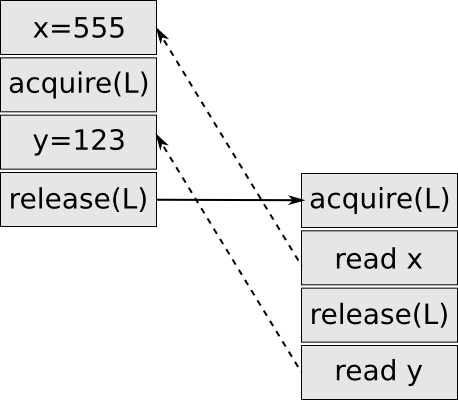 x=555
acquire(L)
y=123
release(L)
acquire(L)
read x
release(L)
read y